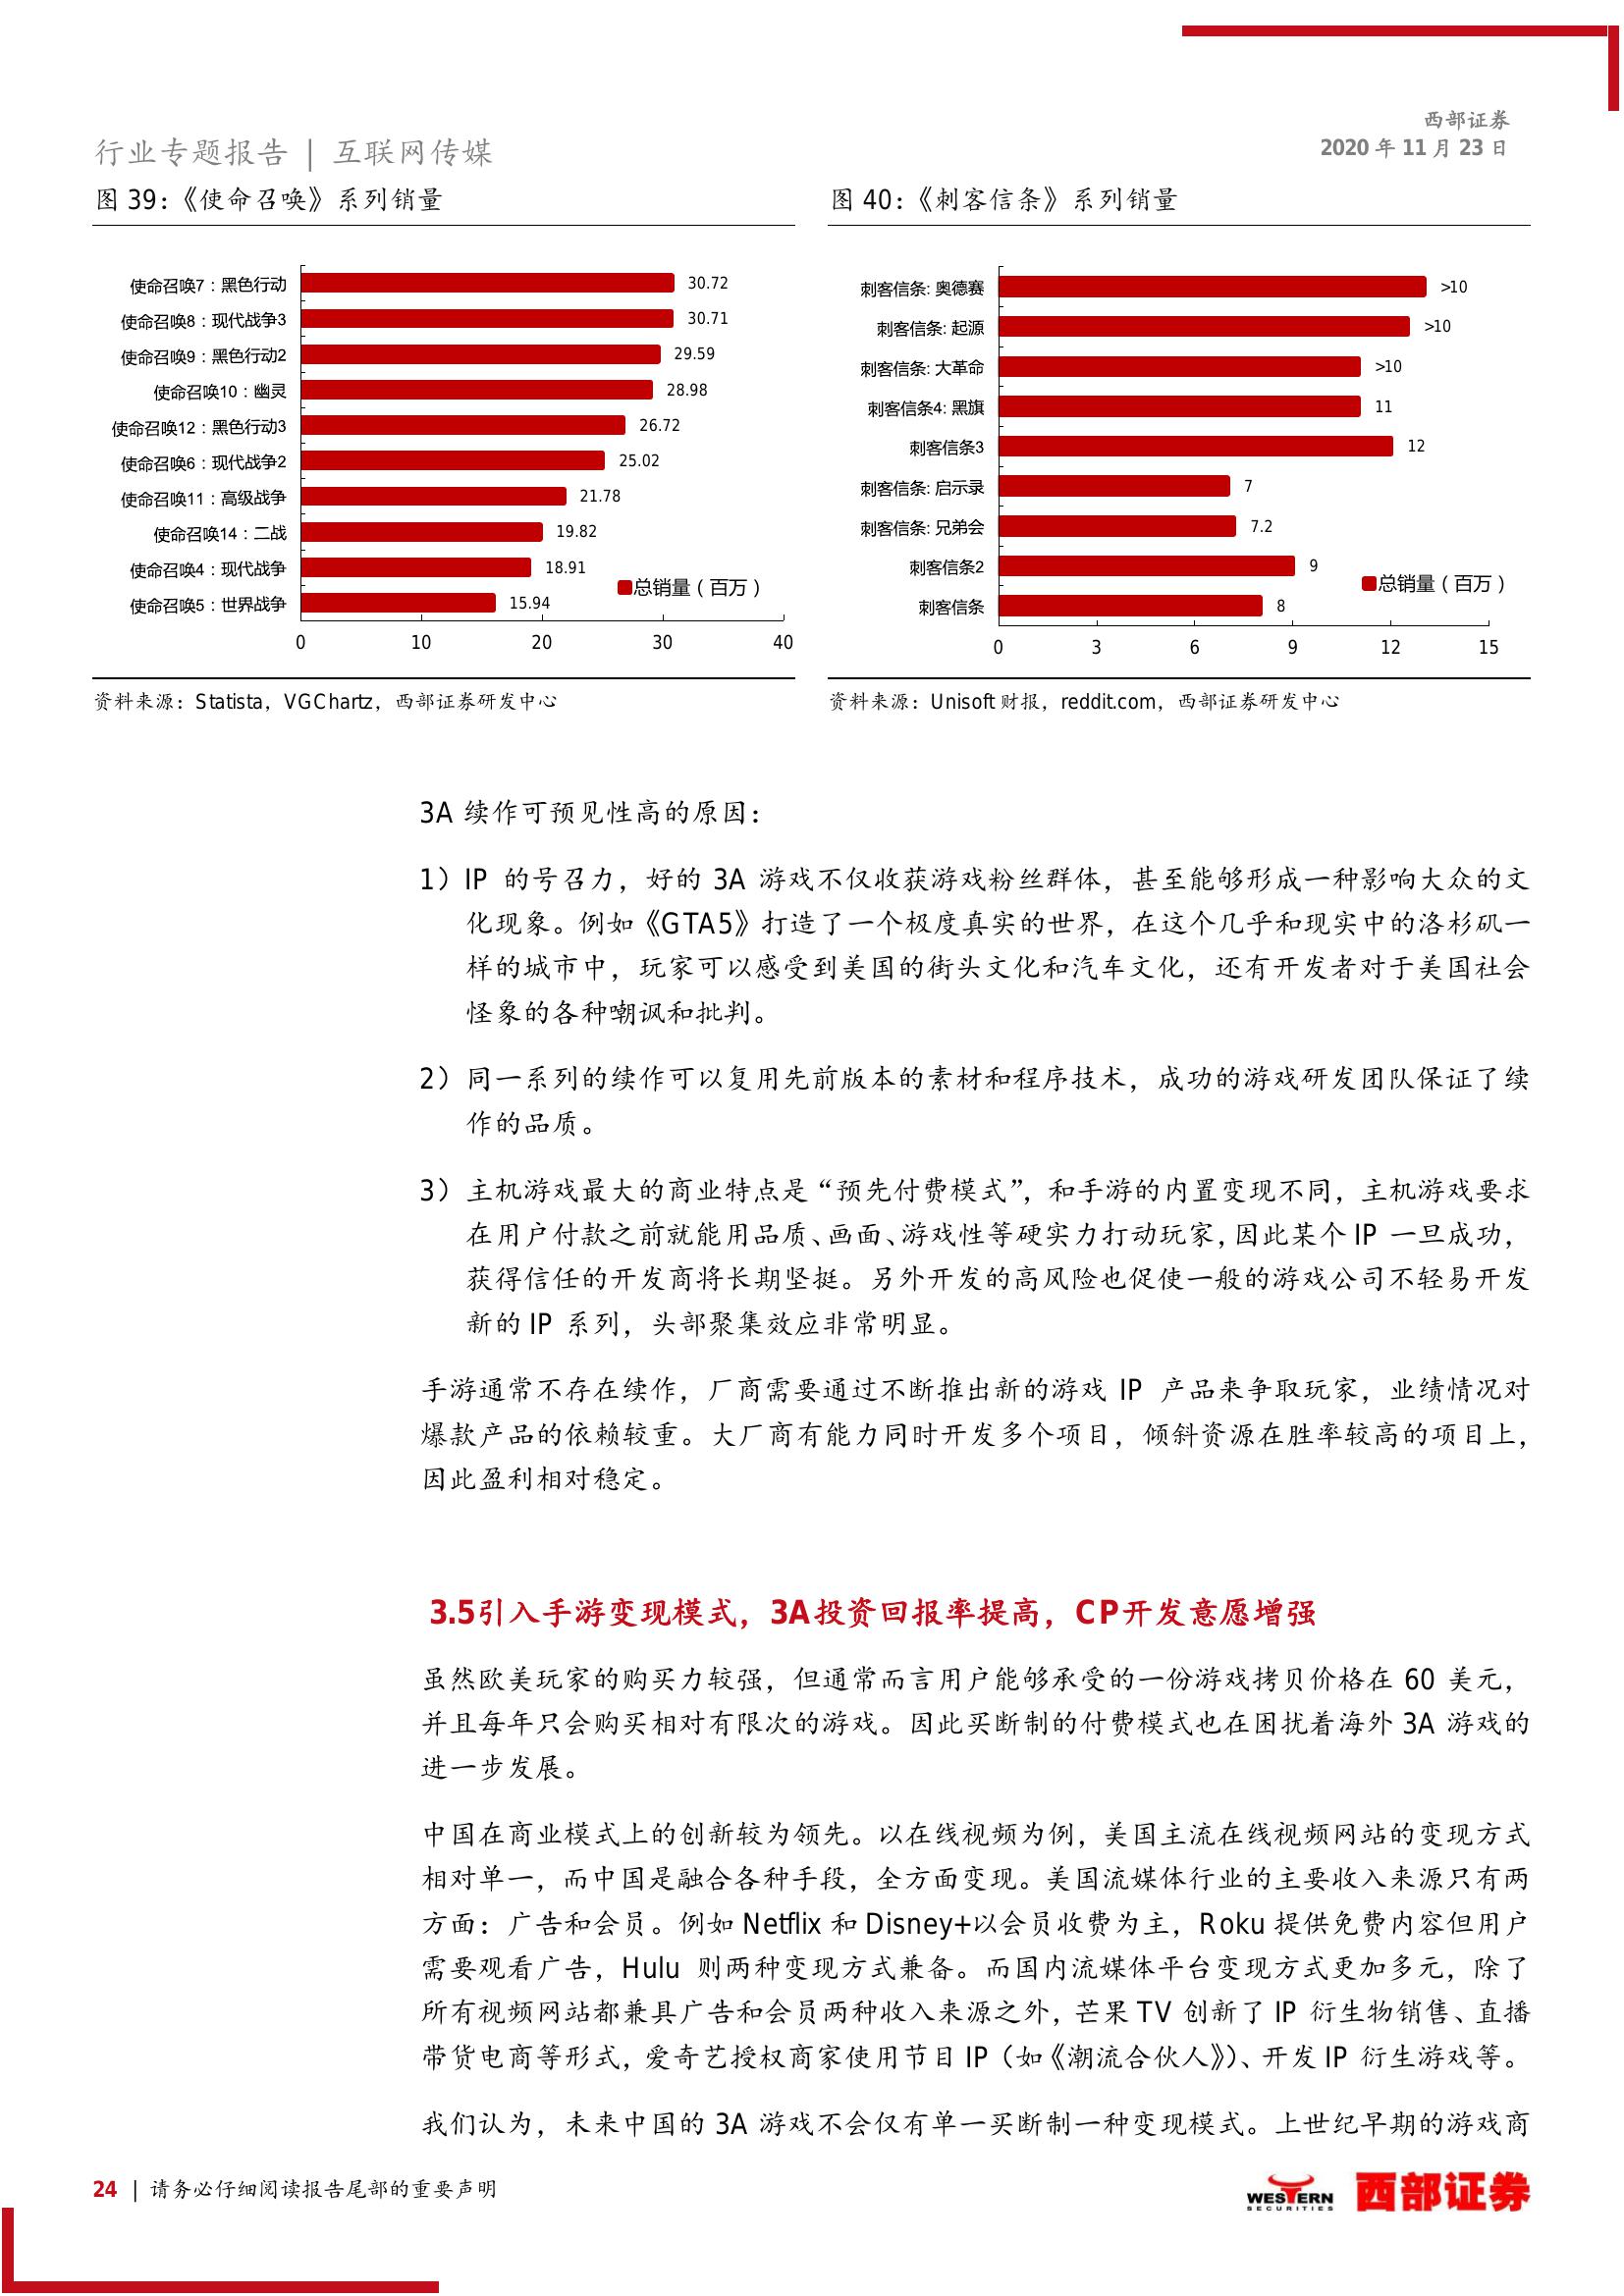 西部证券
行业专题报告 | 互联网传媒
2020 年 11 月 23 日
图 39：《使命召唤》系列销量
使命召唤7：黑色行动 30.72
使命召唤8：现代战争3 30.71
使命召唤9：黑色行动2 29.59
使命召唤10：幽灵 28.98
使命召唤12：黑色行动3 26.72
使命召唤6：现代战争2 25.02
使命召唤11：高级战争 21.78
使命召唤14：二战 19.82
使命召唤4：现代战争 18.91
总销量（百万）
使命召唤5：世界战争 15.94
0 10 20 30 40
资料来源：Statista，VGChartz，西部证券研发中心
图 40：《刺客信条》系列销量
刺客信条: 奥德赛 >10
刺客信条: 起源 >10
刺客信条: 大革命 >10
刺客信条4: 黑旗 11
刺客信条3 12
刺客信条: 启示录 7
刺客信条: 兄弟会 7.2
刺客信条2 9
总销量（百万）
刺客信条 8
0 3 6 9 12 15
资料来源：Unisoft 财报，reddit.com，西部证券研发中心
3A 续作可预见性高的原因：
1）IP 的号召力，好的 3A 游戏不仅收获游戏粉丝群体，甚至能够形成一种影响大众的文
化现象。例如《GTA5》打造了一个极度真实的世界，在这个几乎和现实中的洛杉矶一
样的城市中，玩家可以感受到美国的街头文化和汽车文化，还有开发者对于美国社会
怪象的各种嘲讽和批判。
2）同一系列的续作可以复用先前版本的素材和程序技术，成功的游戏研发团队保证了续
作的品质。
3）主机游戏最大的商业特点是“预先付费模式”，和手游的内置变现不同，主机游戏要求
在用户付款之前就能用品质、画面、游戏性等硬实力打动玩家，因此某个 IP 一旦成功，
获得信任的开发商将长期坚挺。另外开发的高风险也促使一般的游戏公司不轻易开发
新的 IP 系列，头部聚集效应非常明显。
手游通常不存在续作，厂商需要通过不断推出新的游戏 IP 产品来争取玩家，业绩情况对
爆款产品的依赖较重。大厂商有能力同时开发多个项目，倾斜资源在胜率较高的项目上，
因此盈利相对稳定。
3.5引入手游变现模式，3A投资回报率提高，CP开发意愿增强
虽然欧美玩家的购买力较强，但通常而言用户能够承受的一份游戏拷贝价格在 60 美元，
并且每年只会购买相对有限次的游戏。因此买断制的付费模式也在困扰着海外 3A 游戏的
进一步发展。
中国在商业模式上的创新较为领先。以在线视频为例，美国主流在线视频网站的变现方式
相对单一，而中国是融合各种手段，全方面变现。美国流媒体行业的主要收入来源只有两
方面：广告和会员。例如 Netflix 和 Disney+以会员收费为主，Roku 提供免费内容但用户
需要观看广告，Hulu 则两种变现方式兼备。而国内流媒体平台变现方式更加多元，除了
所有视频网站都兼具广告和会员两种收入来源之外，芒果 TV 创新了 IP 衍生物销售、直播
带货电商等形式，爱奇艺授权商家使用节目 IP（如《潮流合伙人》）、开发 IP 衍生游戏等。
我们认为，未来中国的 3A 游戏不会仅有单一买断制一种变现模式。上世纪早期的游戏商
24 | 请务必仔细阅读报告尾部的重要声明
WESTERN
SECURITIES
西部证券